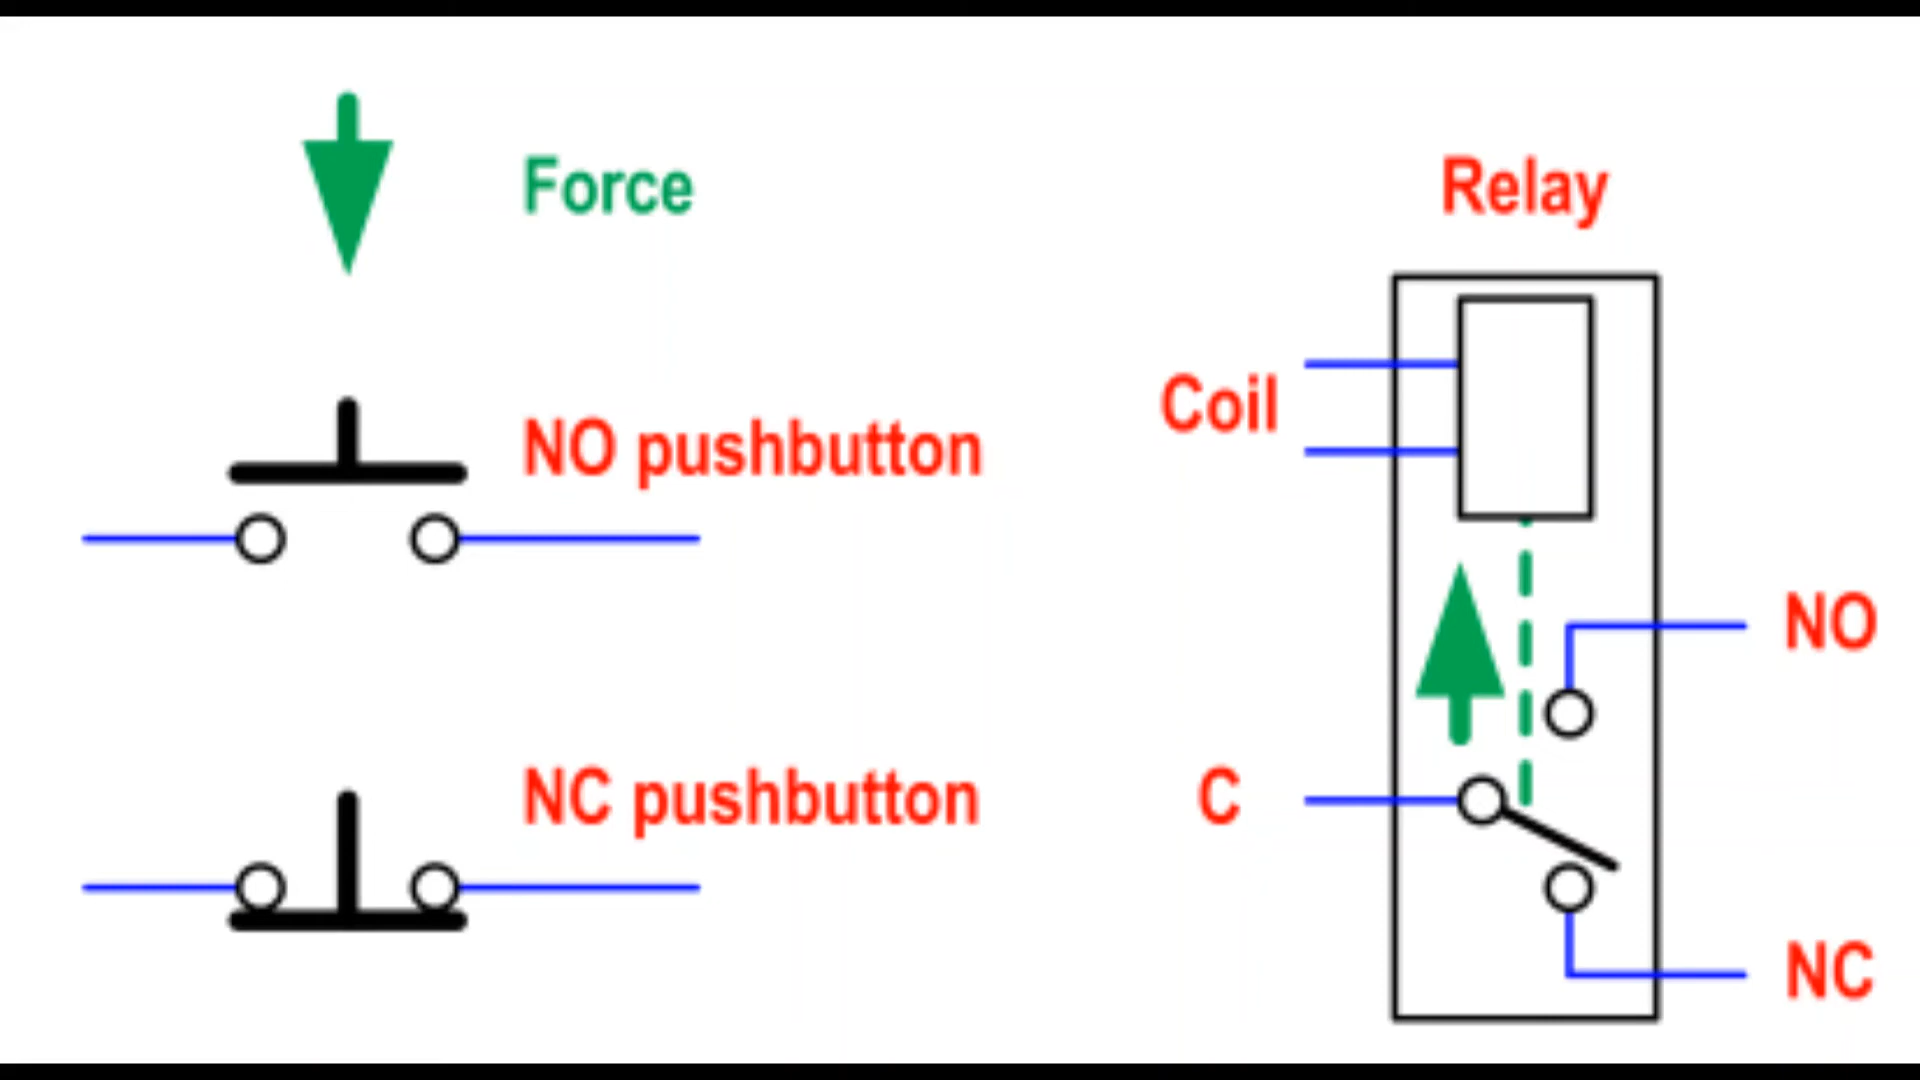 Force
NO pushbutton
NC pushbutton
Relay
Coil
NO
C
NC